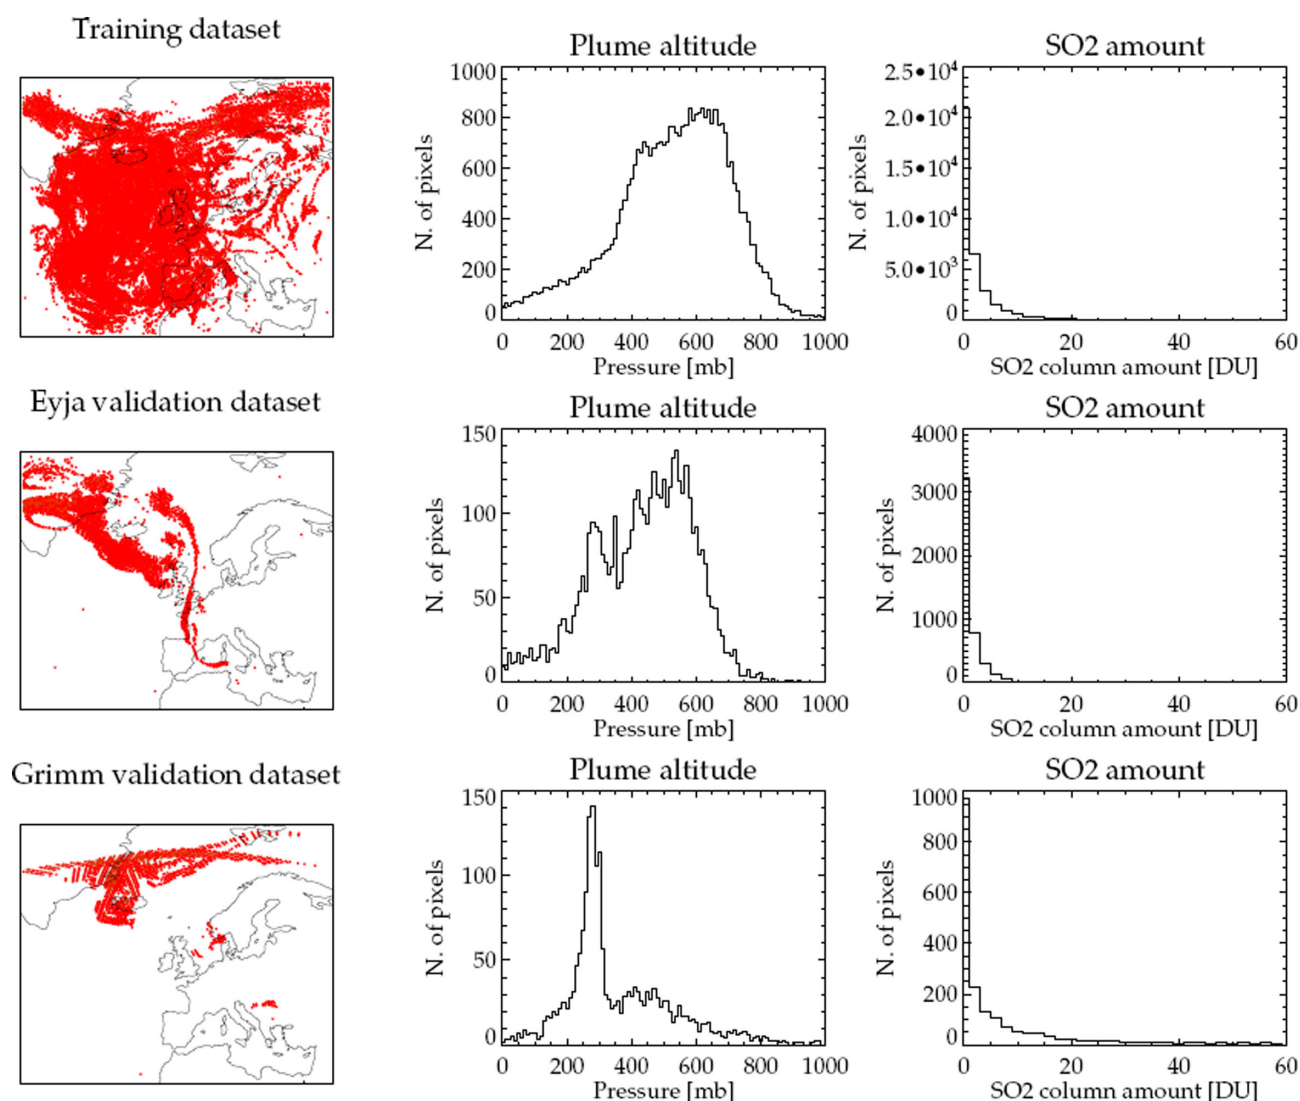 Training dataset
Plume altitude
SO2 amount
1000
800
600
400
200
0
N. of pixels
0 200 400 600 800 1000
Pressure [mb]
2.5•10⁴
2.0•10⁴
1.5•10⁴
1.0•10⁴
5.0•10³
0
N. of pixels
0 20 40 60
SO2 column amount [DU]
Eyja validation dataset
Plume altitude
SO2 amount
150
100
50
0
N. of pixels
0 200 400 600 800 1000
Pressure [mb]
4000
3000
2000
1000
0
N. of pixels
0 20 40 60
SO2 column amount [DU]
Grimm validation dataset
Plume altitude
SO2 amount
150
100
50
0
N. of pixels
0 200 400 600 800 1000
Pressure [mb]
1000
800
600
400
200
0
N. of pixels
0 20 40 60
SO2 column amount [DU]